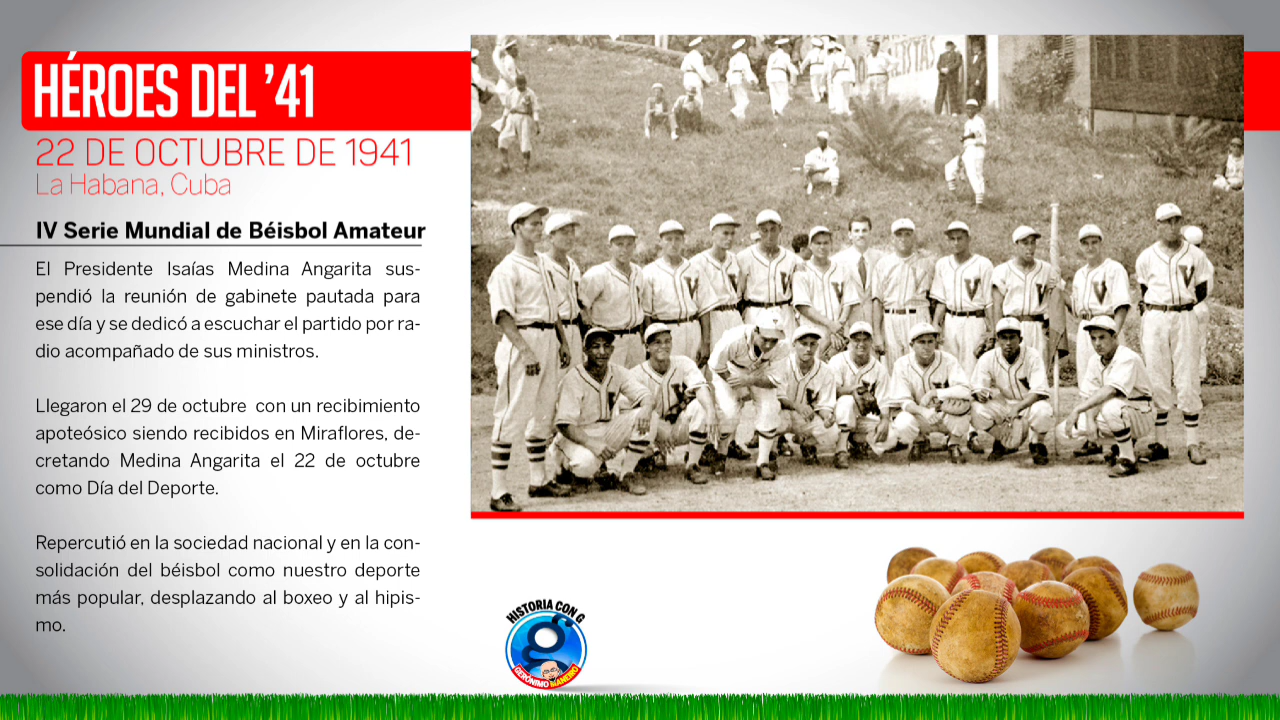 HÉROES DEL '41
22 DE OCTUBRE DE 1941
La Habana, Cuba
IV Serie Mundial de Béisbol Amateur
El Presidente Isaías Medina Angarita sus-
pendió la reunión de gabinete pautada para
ese día y se dedicó a escuchar el partido por ra-
dio acompañado de sus ministros.
Llegaron el 29 de octubre con un recibimiento
apoteósico siendo recibidos en Miraflores, de-
cretando Medina Angarita el 22 de octubre
como Día del Deporte.
Repercutió en la sociedad nacional y en la con-
solidación del béisbol como nuestro deporte
más popular, desplazando al boxeo y al hipis-
mo.
HISTORIA CON G
g
GERÓNIMO MANEIRO